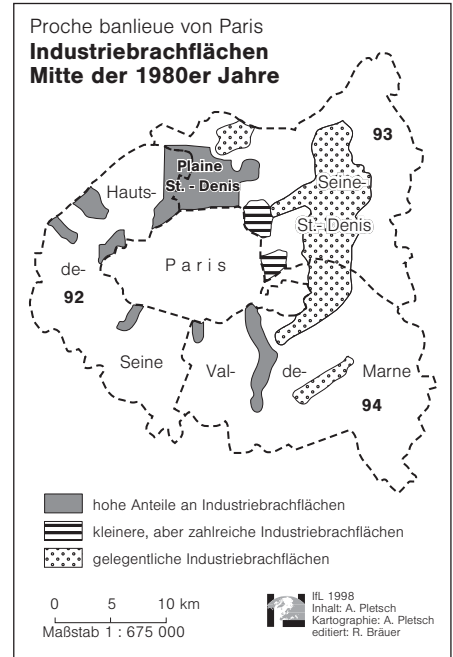 Proche banlieue von Paris
Industriebrachflächen
Mitte der 1980er Jahre
93
Plaine
St. - Denis
Hauts-
Seine-
St.- Denis
de-
92
Paris
Seine
Val-
de-
Marne
94
hohe Anteile an Industriebrachflächen
kleinere, aber zahlreiche Industriebrachflächen
gelegentliche Industriebrachflächen
0 5 10 km
Maßstab 1 : 675 000
IfL 1998
Inhalt: A. Pletsch
Kartographie: A. Pletsch
editiert: R. Bräuer